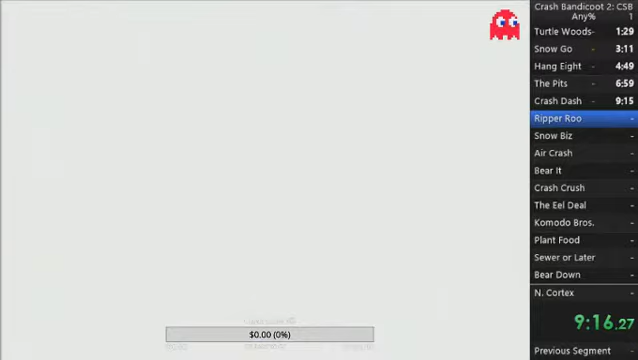 Crash Bandicoot 2: CSB
Any% 1
Turtle Woods- 1:29
Snow Go - 3:11
Hang Eight - 4:49
The Pits - 6:59
Crash Dash - 9:15
Ripper Roo -
Snow Biz -
Air Crash -
Bear It -
Crash Crush -
The Eel Deal -
Komodo Bros. -
Plant Food -
Sewer or Later -
Bear Down -
N. Cortex -
9:16.27
$0.00 (0%)
Previous Segment -